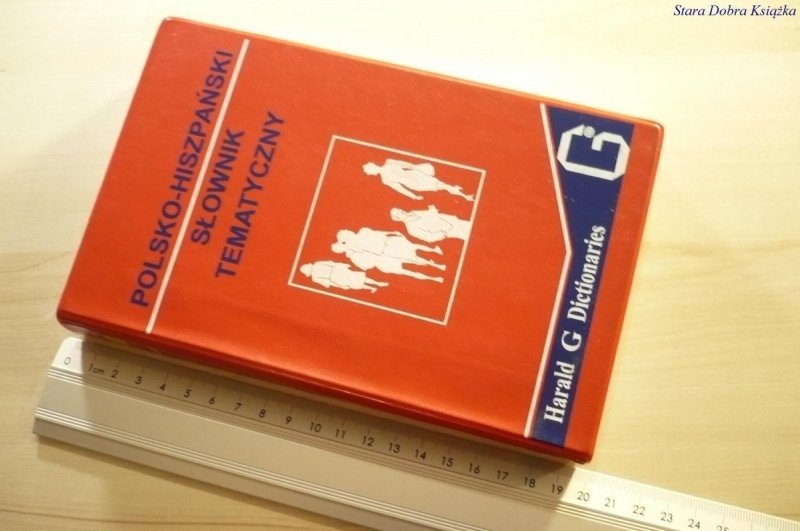 Stara Dobra Książka
POLSKO-HISZPAŃSKI
SŁOWNIK
TEMATYCZNY
G
Harald G Dictionaries
0 1cm 2 3 4 5 6 7 8 9 10 11 12 13 14 15 16 17 18 19 20 21 22 23 24 25